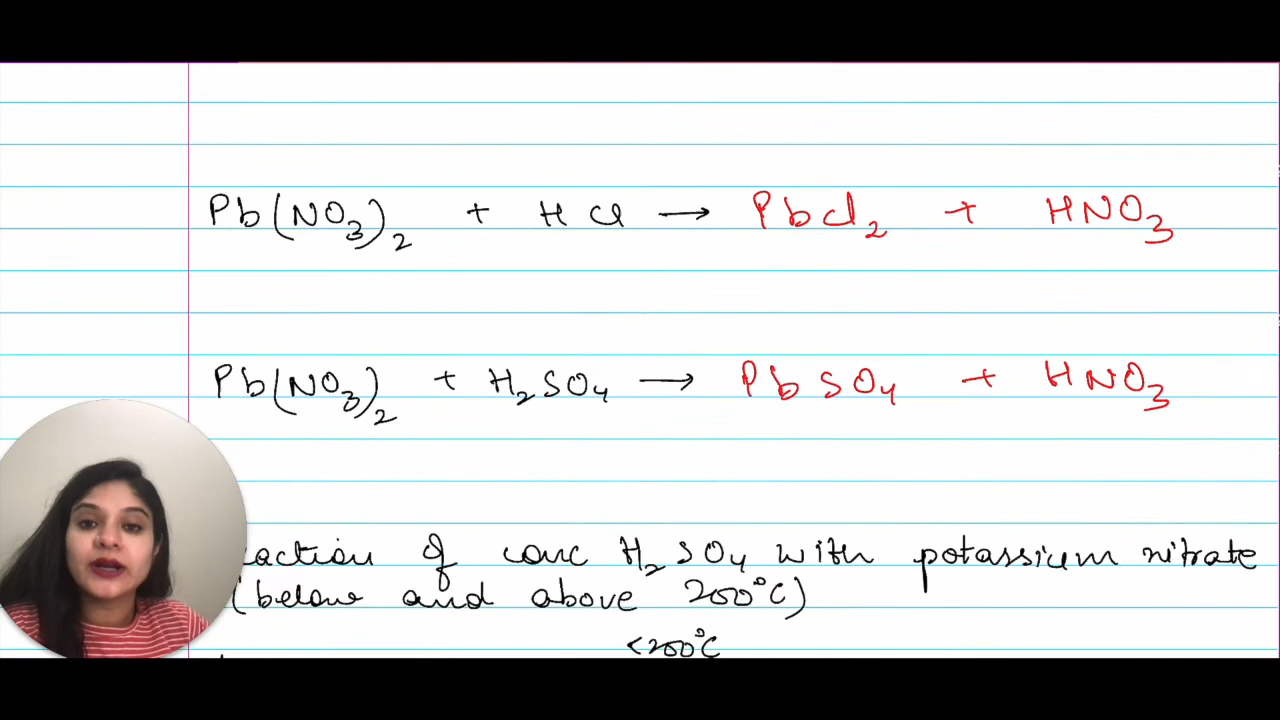 Pb(NO₃)₂ + HCl → PbCl₂ + HNO₃
Pb(NO₃)₂ + H₂SO₄ → PbSO₄ + HNO₃
action of conc H₂SO₄ with potassium nitrate
(below and above 200°C)
<200°C